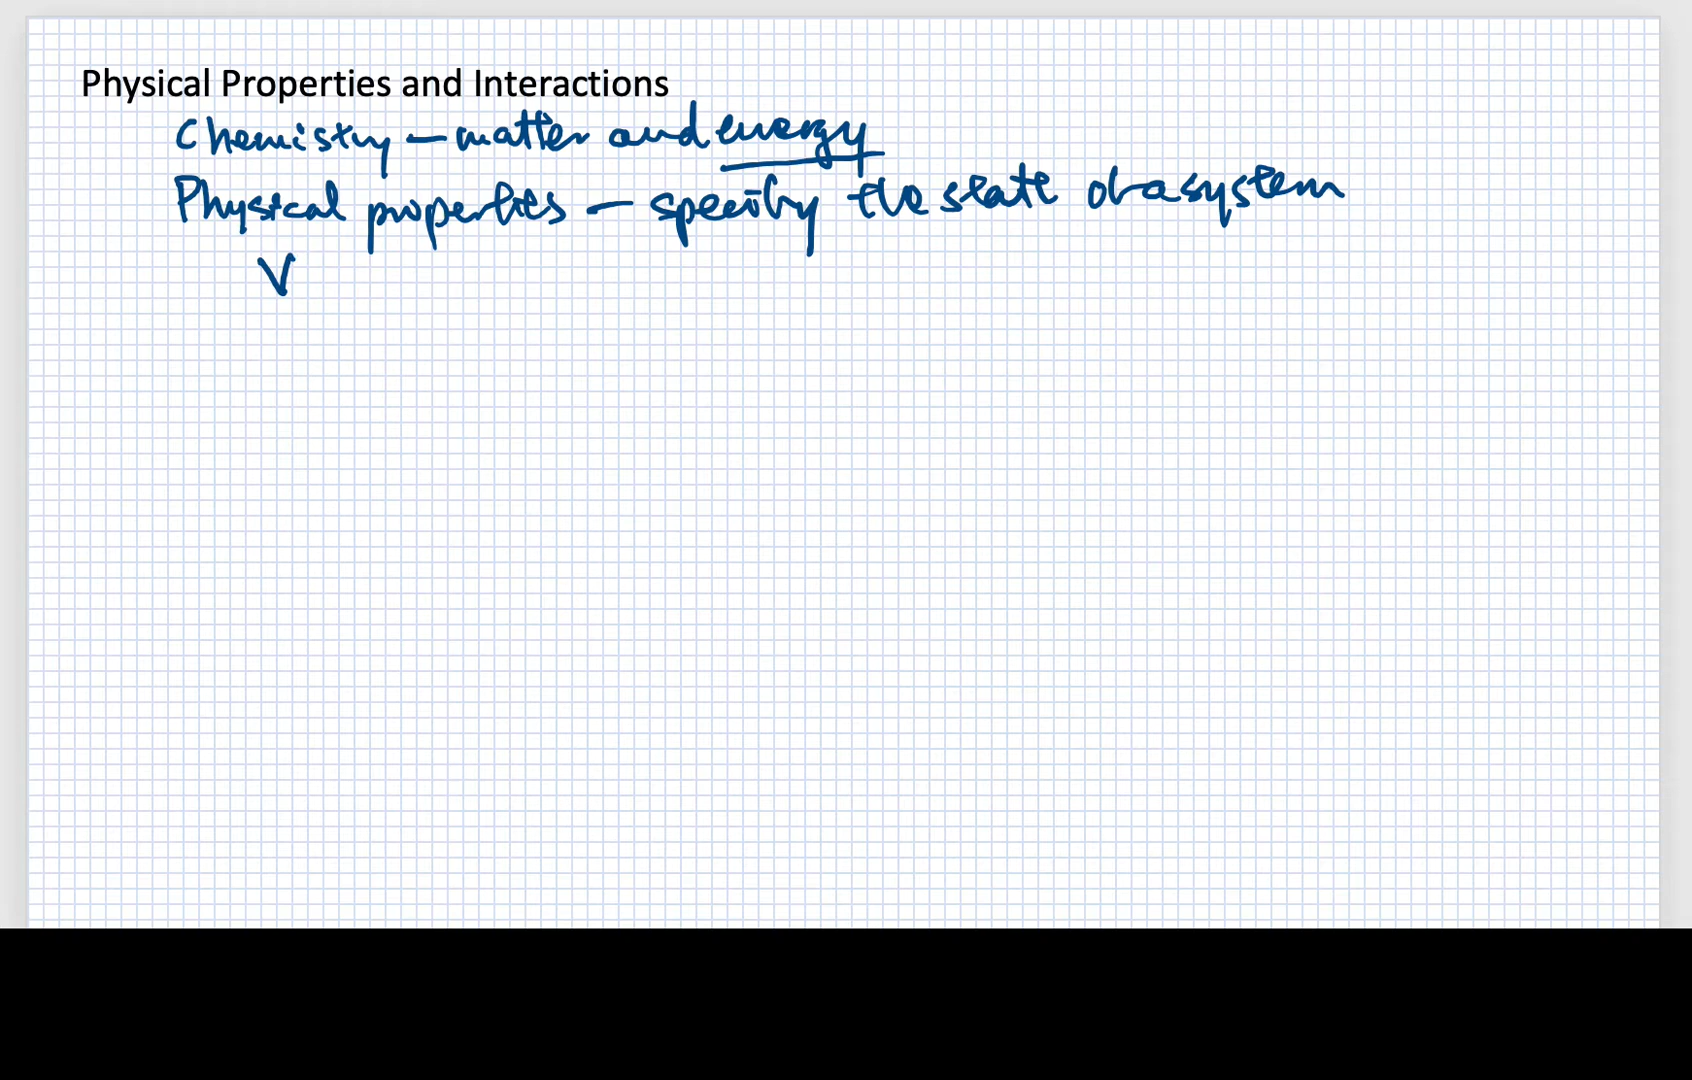 Physical Properties and Interactions
Chemistry – matter and energy
Physical properties – specify the state of a system
V